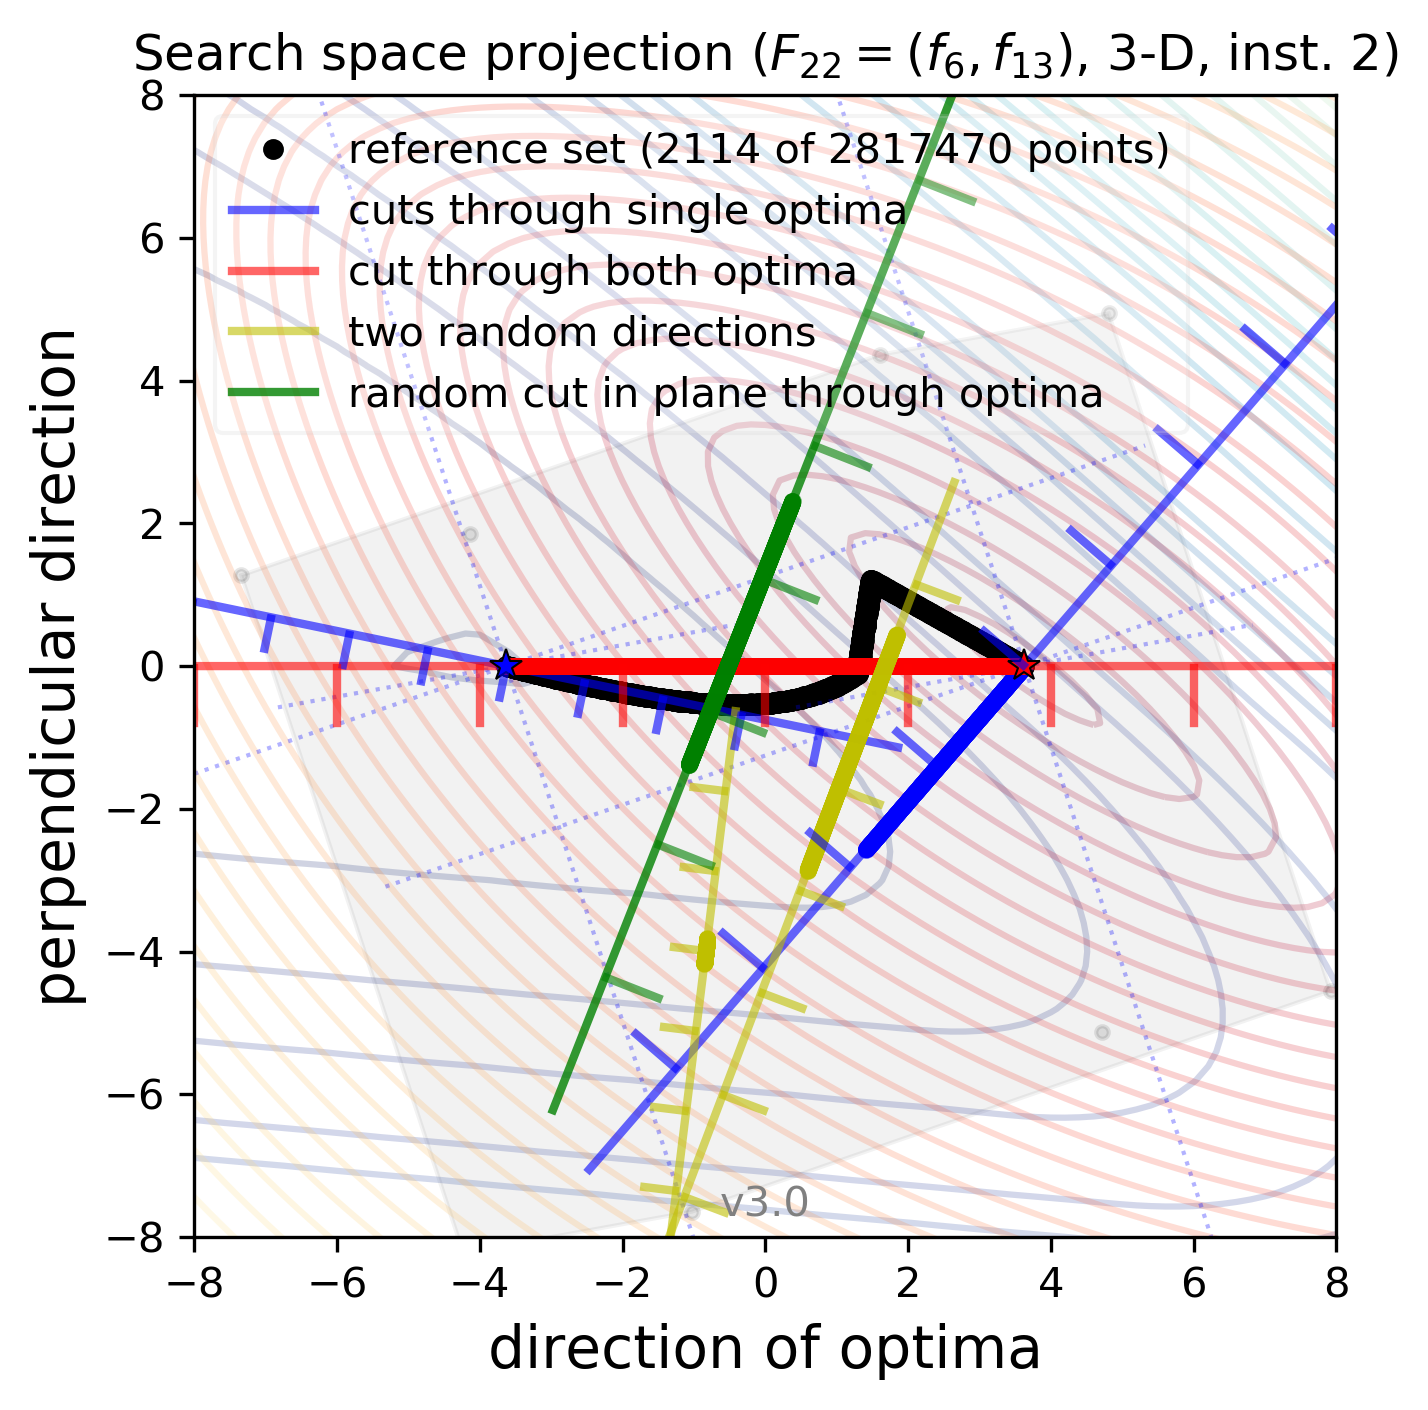 Search space projection (F22 = (f6, f13), 3-D, inst. 2)
8
6
4
2
0
−2
−4
−6
−8
perpendicular direction
reference set (2114 of 2817470 points)
cuts through single optima
cut through both optima
two random directions
random cut in plane through optima
v3.0
−8 −6 −4 −2 0 2 4 6 8
direction of optima